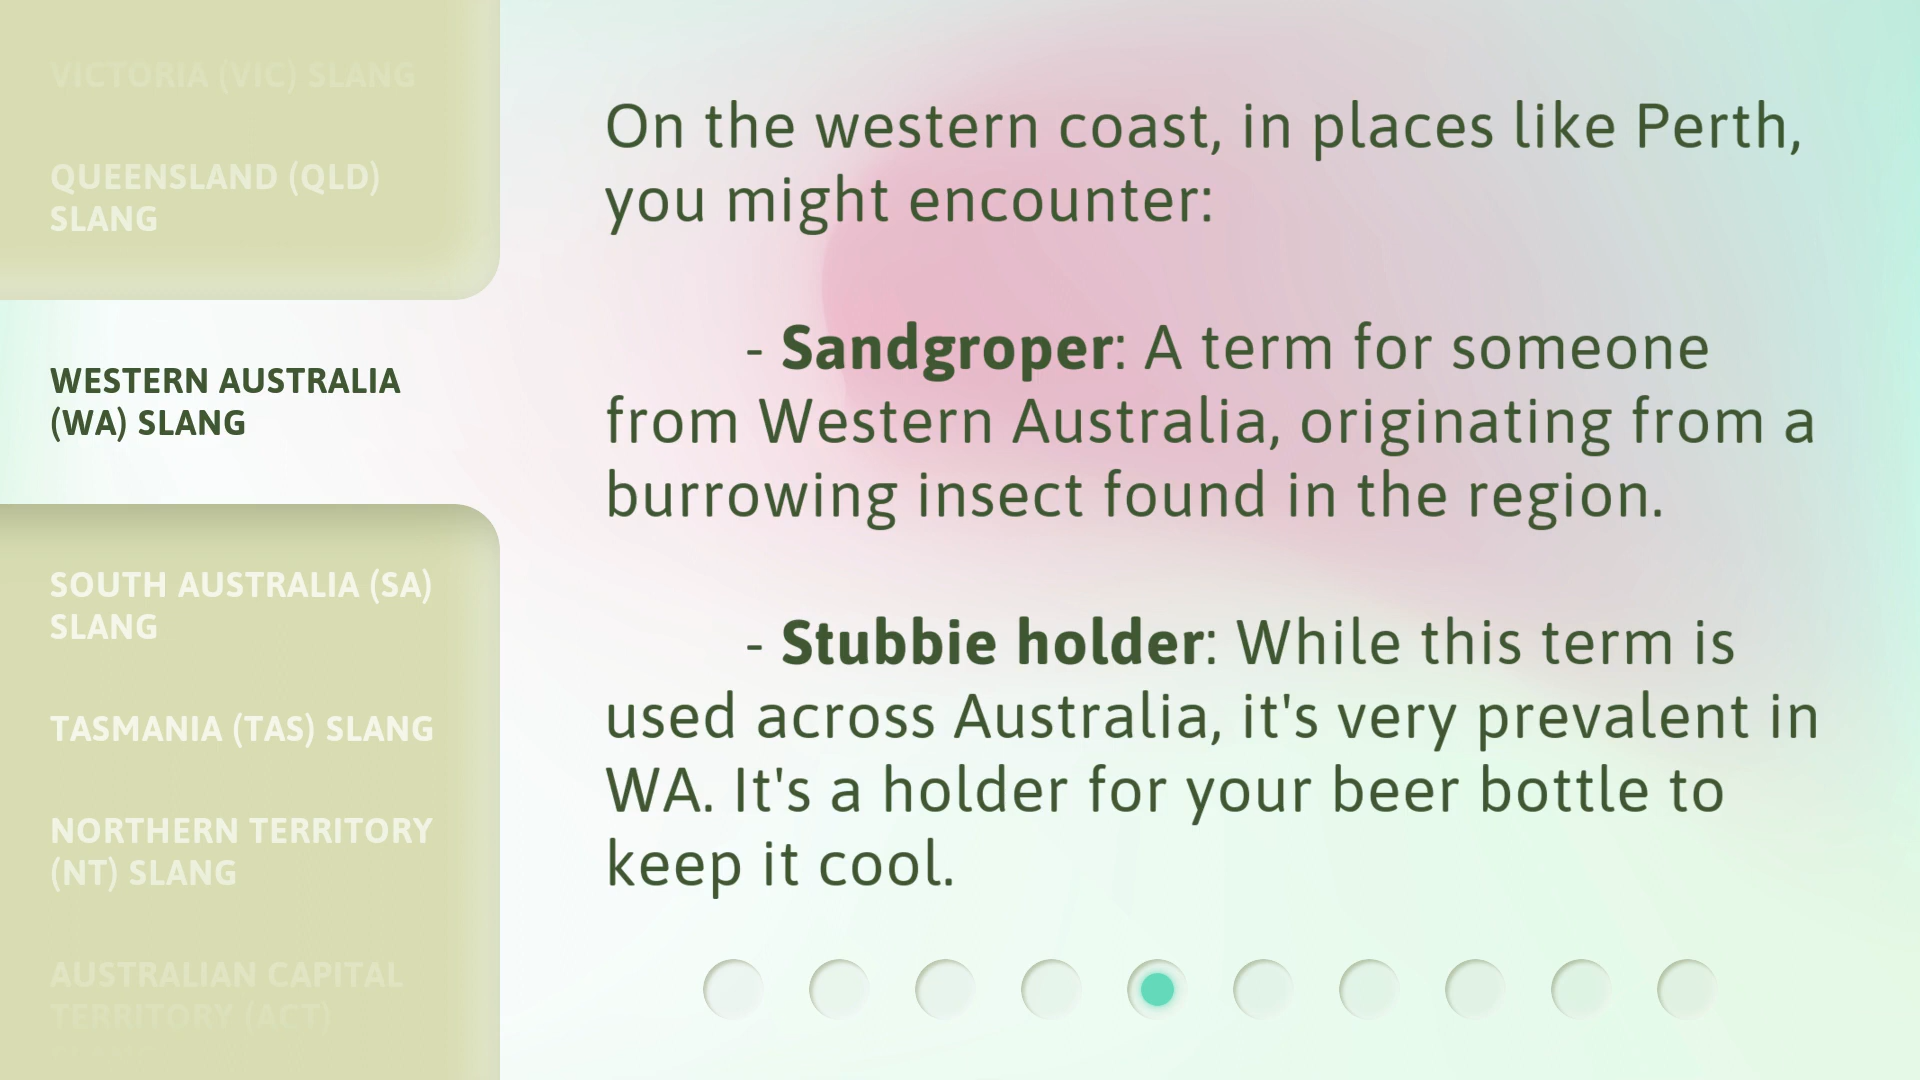 VICTORIA (VIC) SLANG
QUEENSLAND (QLD)
SLANG
WESTERN AUSTRALIA
(WA) SLANG
SOUTH AUSTRALIA (SA)
SLANG
TASMANIA (TAS) SLANG
NORTHERN TERRITORY
(NT) SLANG
AUSTRALIAN CAPITAL
TERRITORY (ACT)
SLANG
On the western coast, in places like Perth,
you might encounter:
- Sandgroper: A term for someone
from Western Australia, originating from a
burrowing insect found in the region.
- Stubbie holder: While this term is
used across Australia, it's very prevalent in
WA. It's a holder for your beer bottle to
keep it cool.